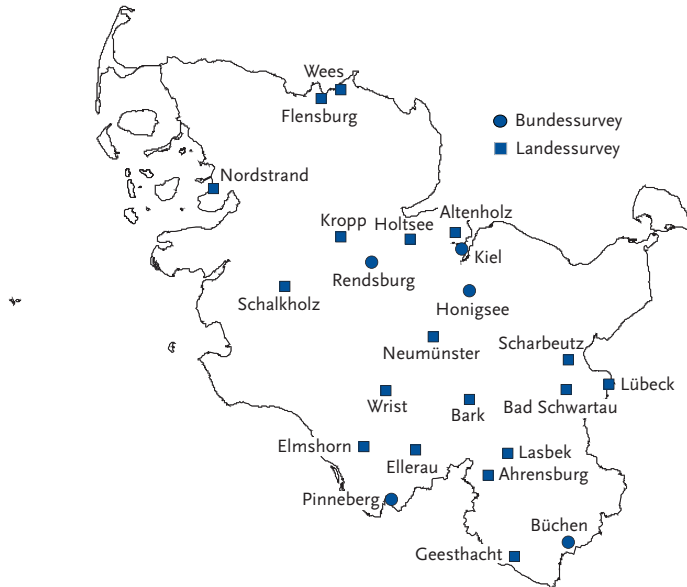 Wees
Flensburg
Bundessurvey
Landessurvey
Nordstrand
Kropp
Holtsee
Altenholz
Kiel
Rendsburg
Schalkholz
Honigsee
Neumünster
Scharbeutz
Lübeck
Wrist
Bark
Bad Schwartau
Elmshorn
Ellerau
Lasbek
Ahrensburg
Pinneberg
Büchen
Geesthacht